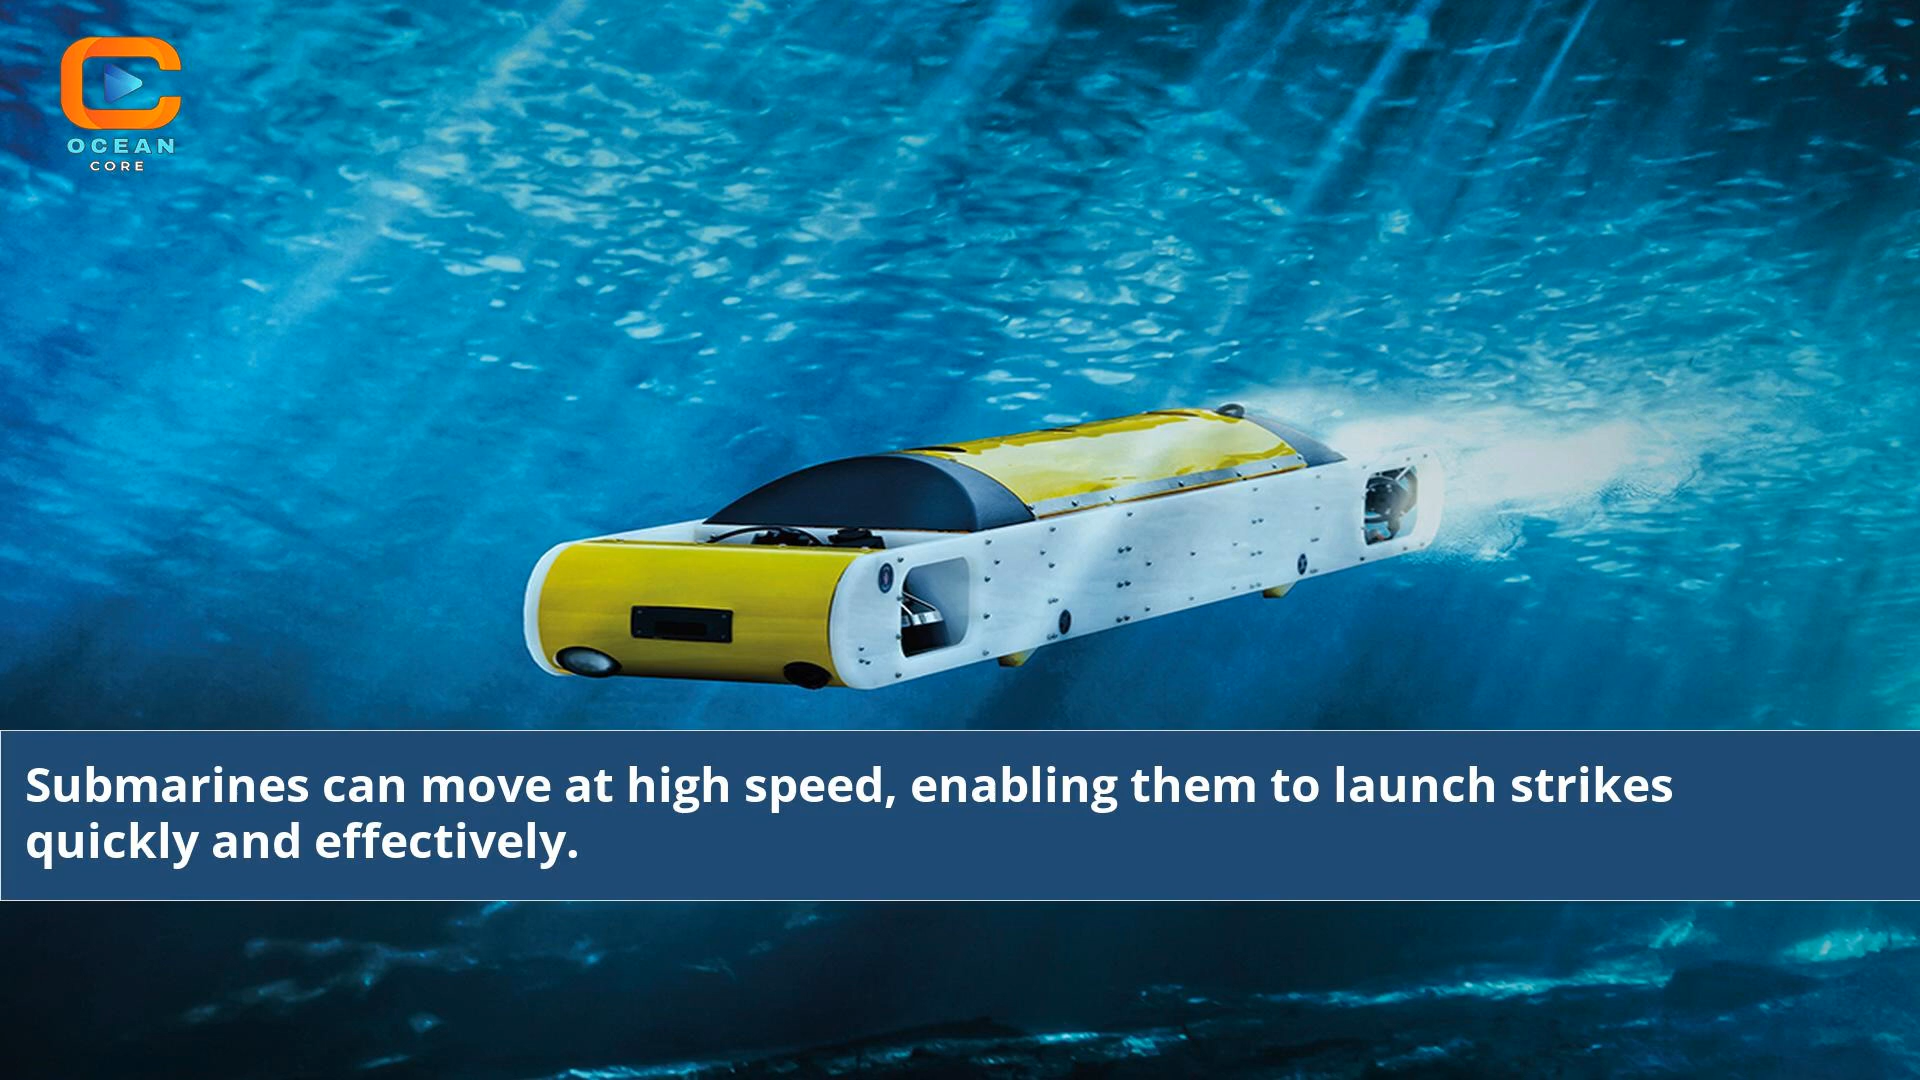 OCEAN
CORE
Submarines can move at high speed, enabling them to launch strikes
quickly and effectively.